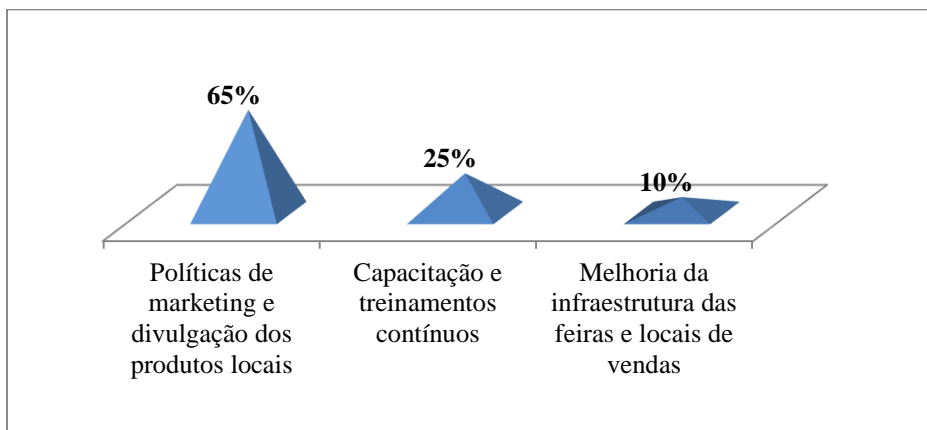 65%
25%
10%
Políticas de
marketing e
divulgação dos
produtos locais
Capacitação e
treinamentos
contínuos
Melhoria da
infraestrutura das
feiras e locais de
vendas